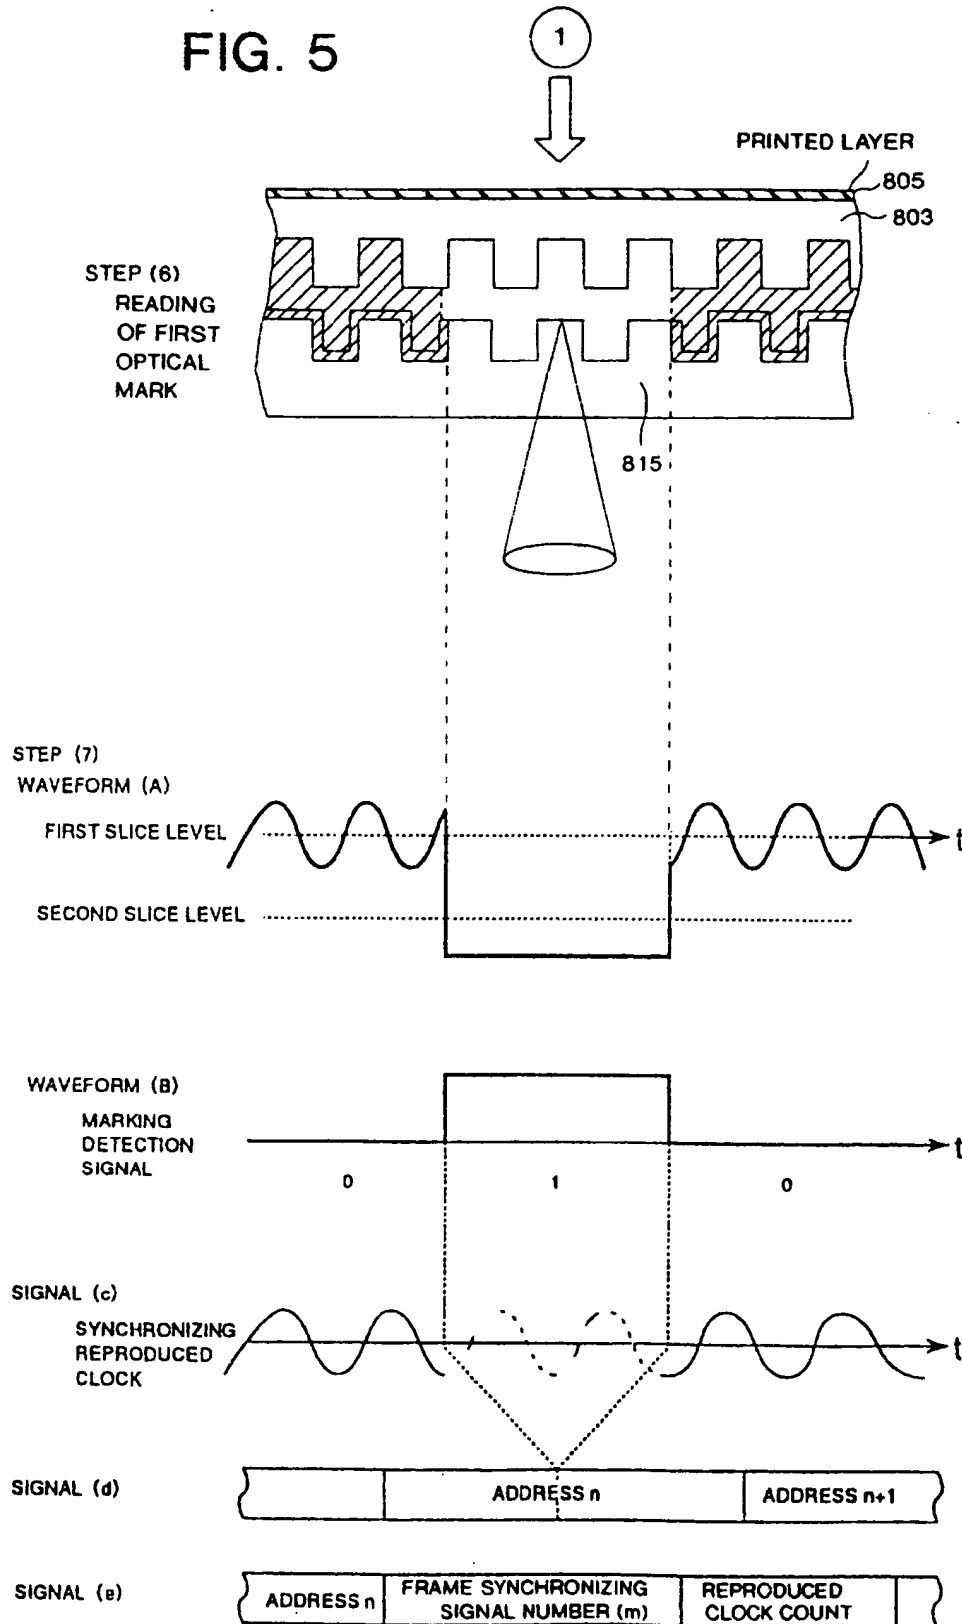 FIG. 5
1
PRINTED LAYER
805
803
STEP (6)
READING
OF FIRST
OPTICAL
MARK
815
STEP (7)
WAVEFORM (A)
FIRST SLICE LEVEL
t
SECOND SLICE LEVEL
WAVEFORM (B)
MARKING
DETECTION
SIGNAL
t
0
1
0
SIGNAL (c)
SYNCHRONIZING
REPRODUCED
CLOCK
t
SIGNAL (d)
ADDRESS n
ADDRESS n+1
SIGNAL (e)
ADDRESS n
FRAME SYNCHRONIZING
SIGNAL NUMBER (m)
REPRODUCED
CLOCK COUNT